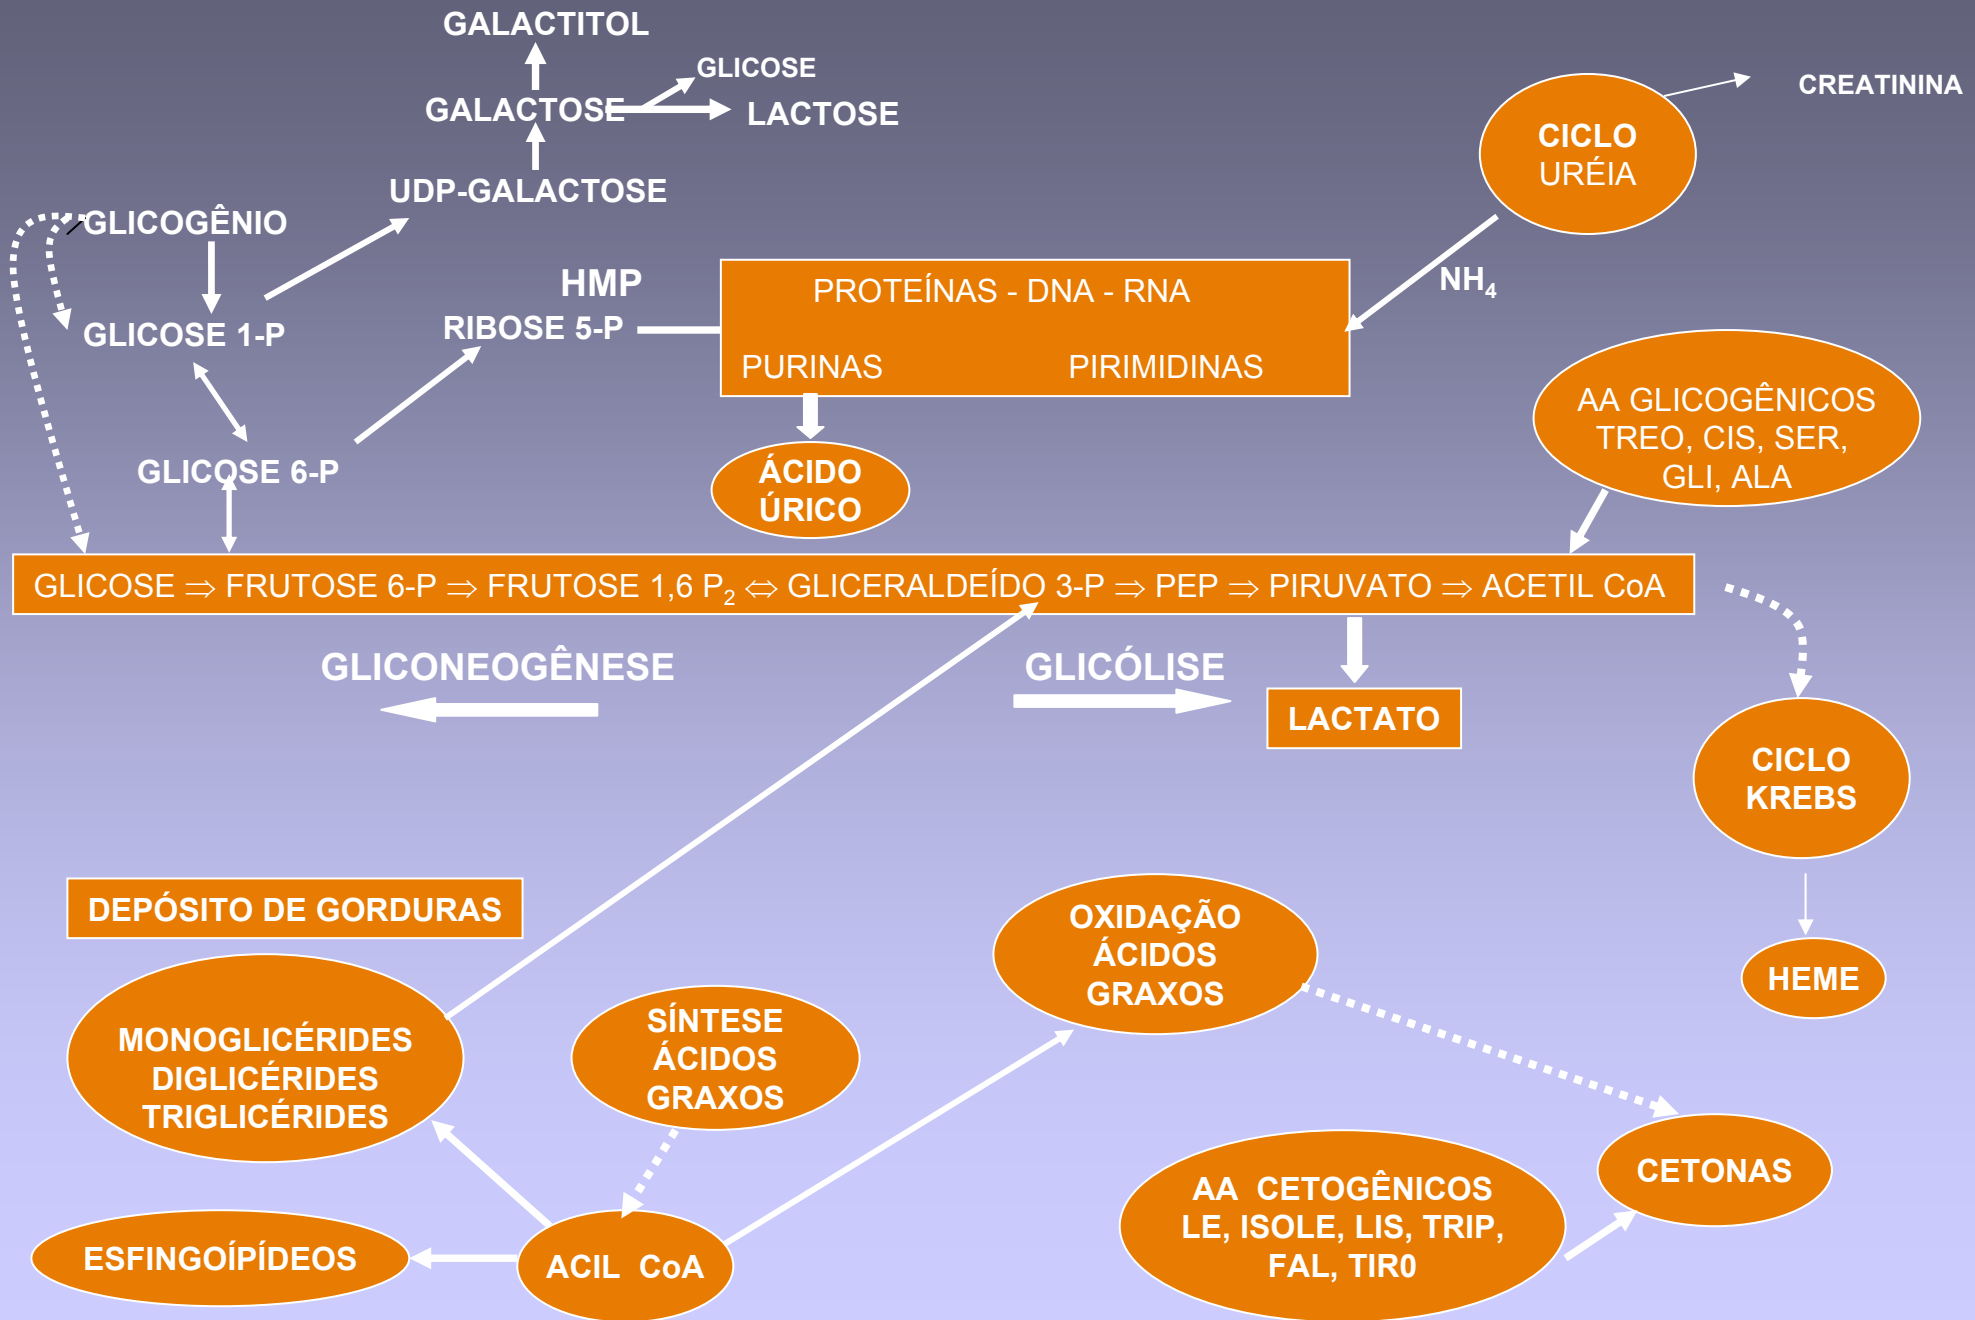 GALACTITOL
GLICOSE
GALACTOSE
LACTOSE
CREATININA
CICLO
URÉIA
UDP-GALACTOSE
GLICOGÊNIO
HMP
NH4
PROTEÍNAS - DNA - RNA
GLICOSE 1-P
RIBOSE 5-P
PURINAS PIRIMIDINAS
AA GLICOGÊNICOS
TREO, CIS, SER,
GLI, ALA
GLICOSE 6-P
ÁCIDO
ÚRICO
GLICOSE ⇒ FRUTOSE 6-P ⇒ FRUTOSE 1,6 P2 ⇔ GLICERALDEÍDO 3-P ⇒ PEP ⇒ PIRUVATO ⇒ ACETIL CoA
GLICONEOGÊNESE
GLICÓLISE
LACTATO
CICLO
KREBS
DEPÓSITO DE GORDURAS
OXIDAÇÃO
ÁCIDOS
GRAXOS
HEME
MONOGLICÉRIDES
DIGLICÉRIDES
TRIGLICÉRIDES
SÍNTESE
ÁCIDOS
GRAXOS
CETONAS
AA CETOGÊNICOS
LE, ISOLE, LIS, TRIP,
FAL, TIR0
ESFINGOÍPÍDEOS
ACIL CoA